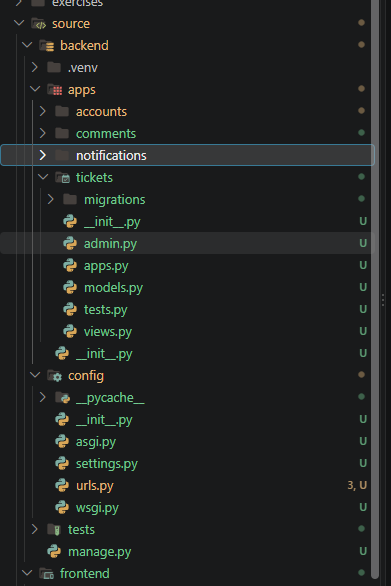 exercises
source
backend
.venv
apps
accounts
comments
notifications
tickets
migrations
__init__.py U
admin.py U
apps.py U
models.py U
tests.py U
views.py U
__init__.py U
config
__pycache__
__init__.py U
asgi.py U
settings.py U
urls.py 3, U
wsgi.py U
tests
manage.py U
frontend